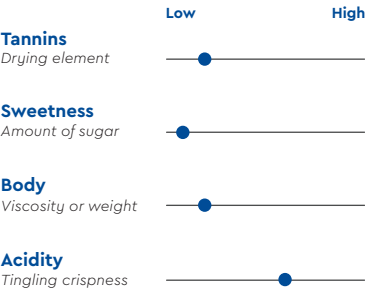 Low High
Tannins
Drying element
Sweetness
Amount of sugar
Body
Viscosity or weight
Acidity
Tingling crispness